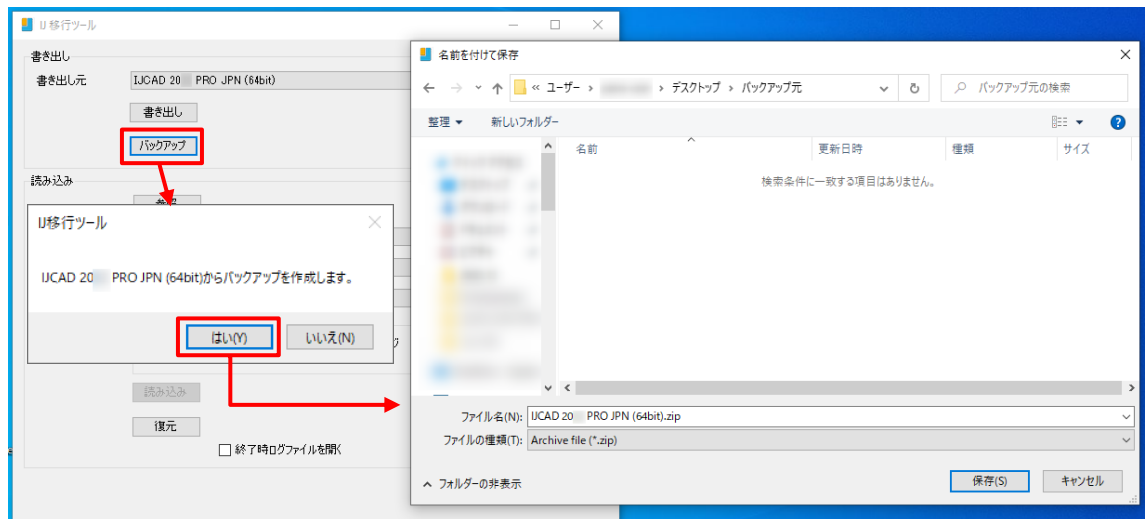 IJ 移行ツール
書き出し
書き出し元
IJCAD 20 PRO JPN (64bit)
書き出し
バックアップ
読み込み
IJ移行ツール
IJCAD 20 PRO JPN (64bit)からバックアップを作成します。
はい(Y)
いいえ(N)
読み込み
復元
終了時ログファイルを開く
名前を付けて保存
« ユーザー › › デスクトップ › バックアップ元
バックアップ元の検索
整理
新しいフォルダー
名前
更新日時
種類
サイズ
検索条件に一致する項目はありません。
ファイル名(N):
IJCAD 20 PRO JPN (64bit).zip
ファイルの種類(T):
Archive file (*.zip)
フォルダーの非表示
保存(S)
キャンセル